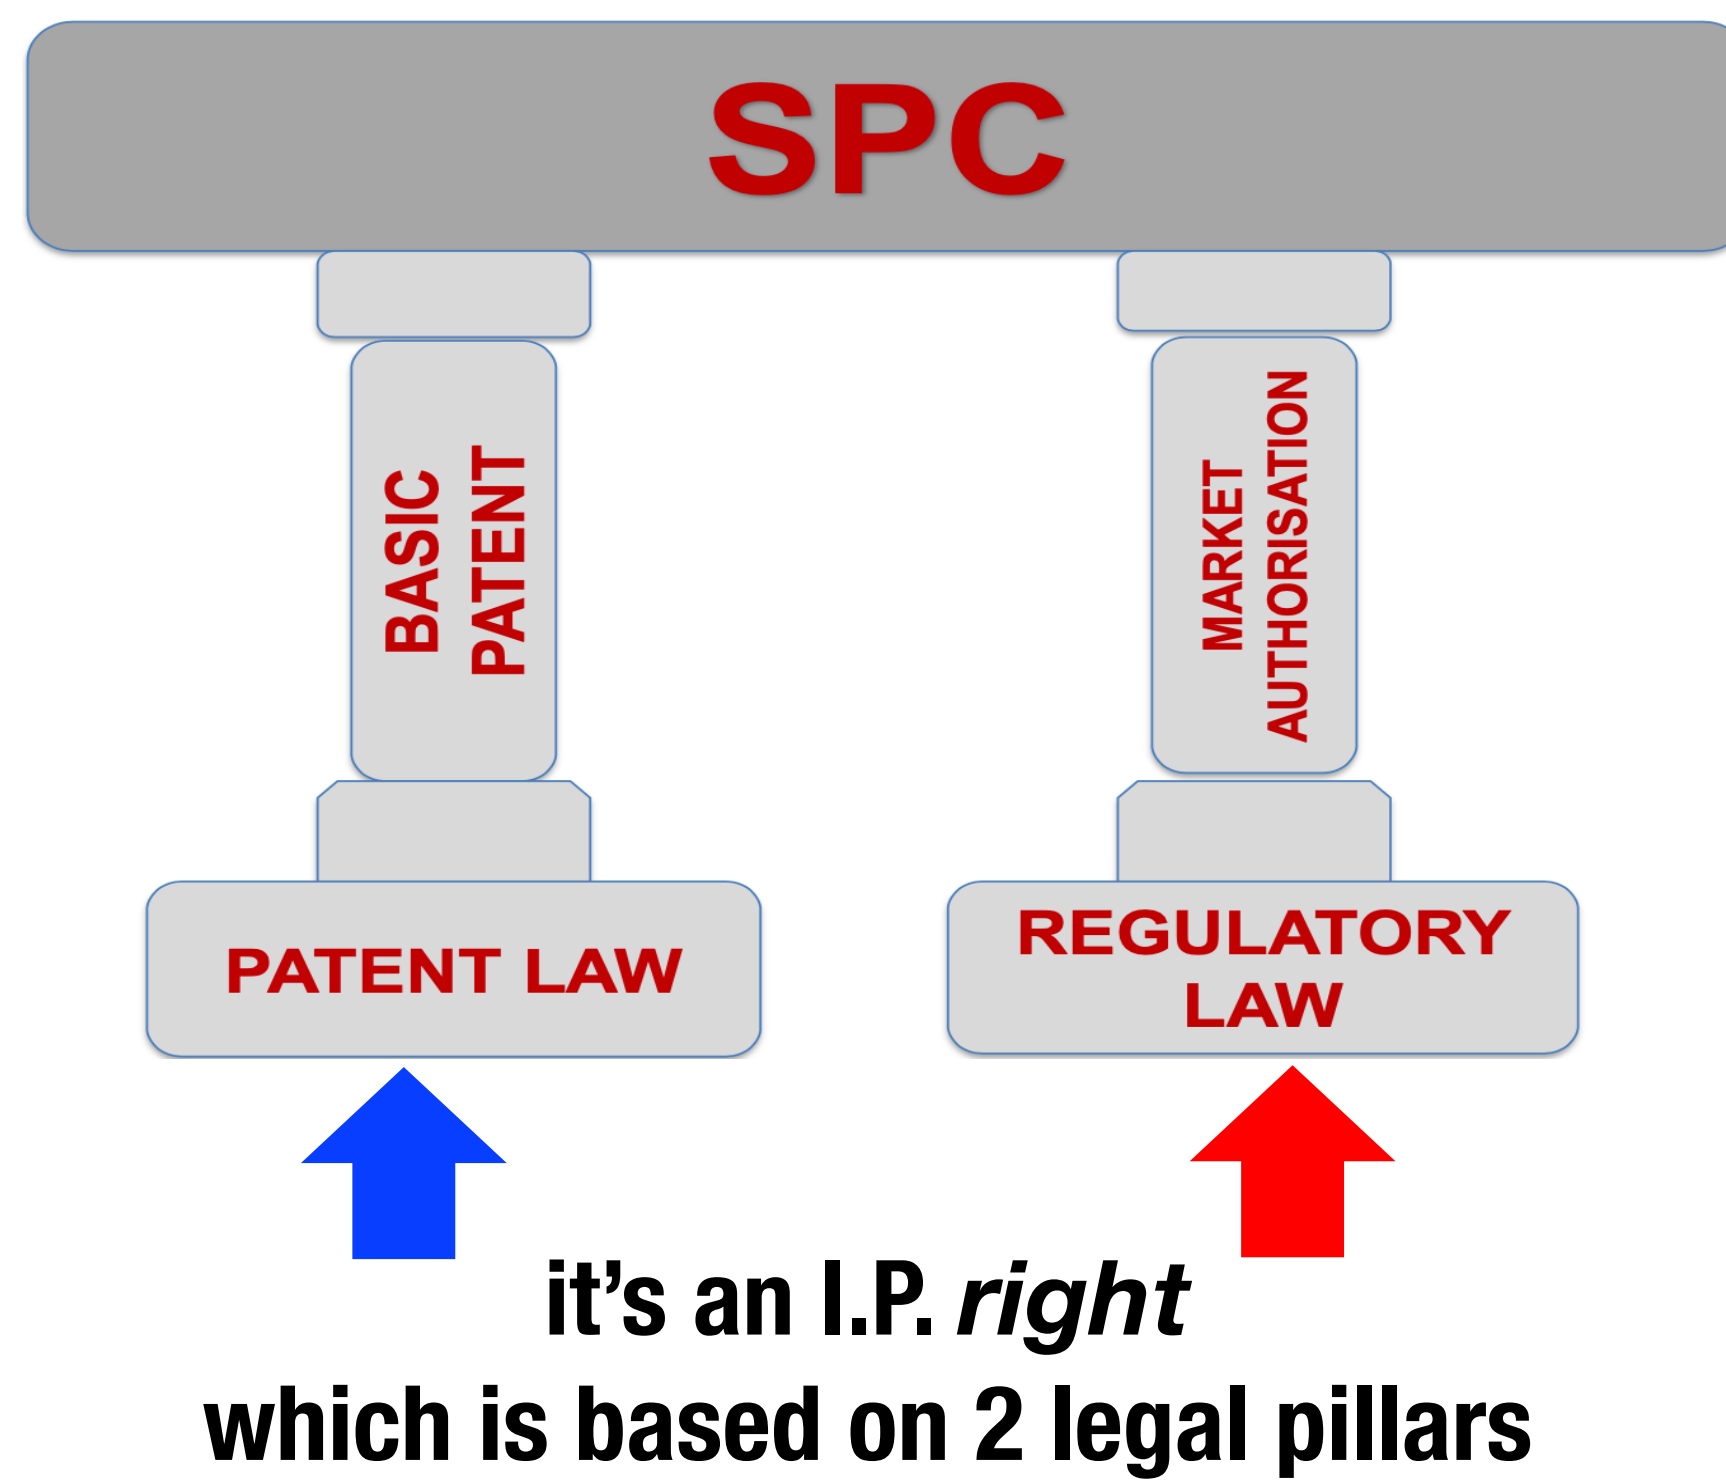 SPC
BASIC
PATENT
MARKET
AUTHORISATION
PATENT LAW
REGULATORY
LAW
it’s an I.P. right
which is based on 2 legal pillars